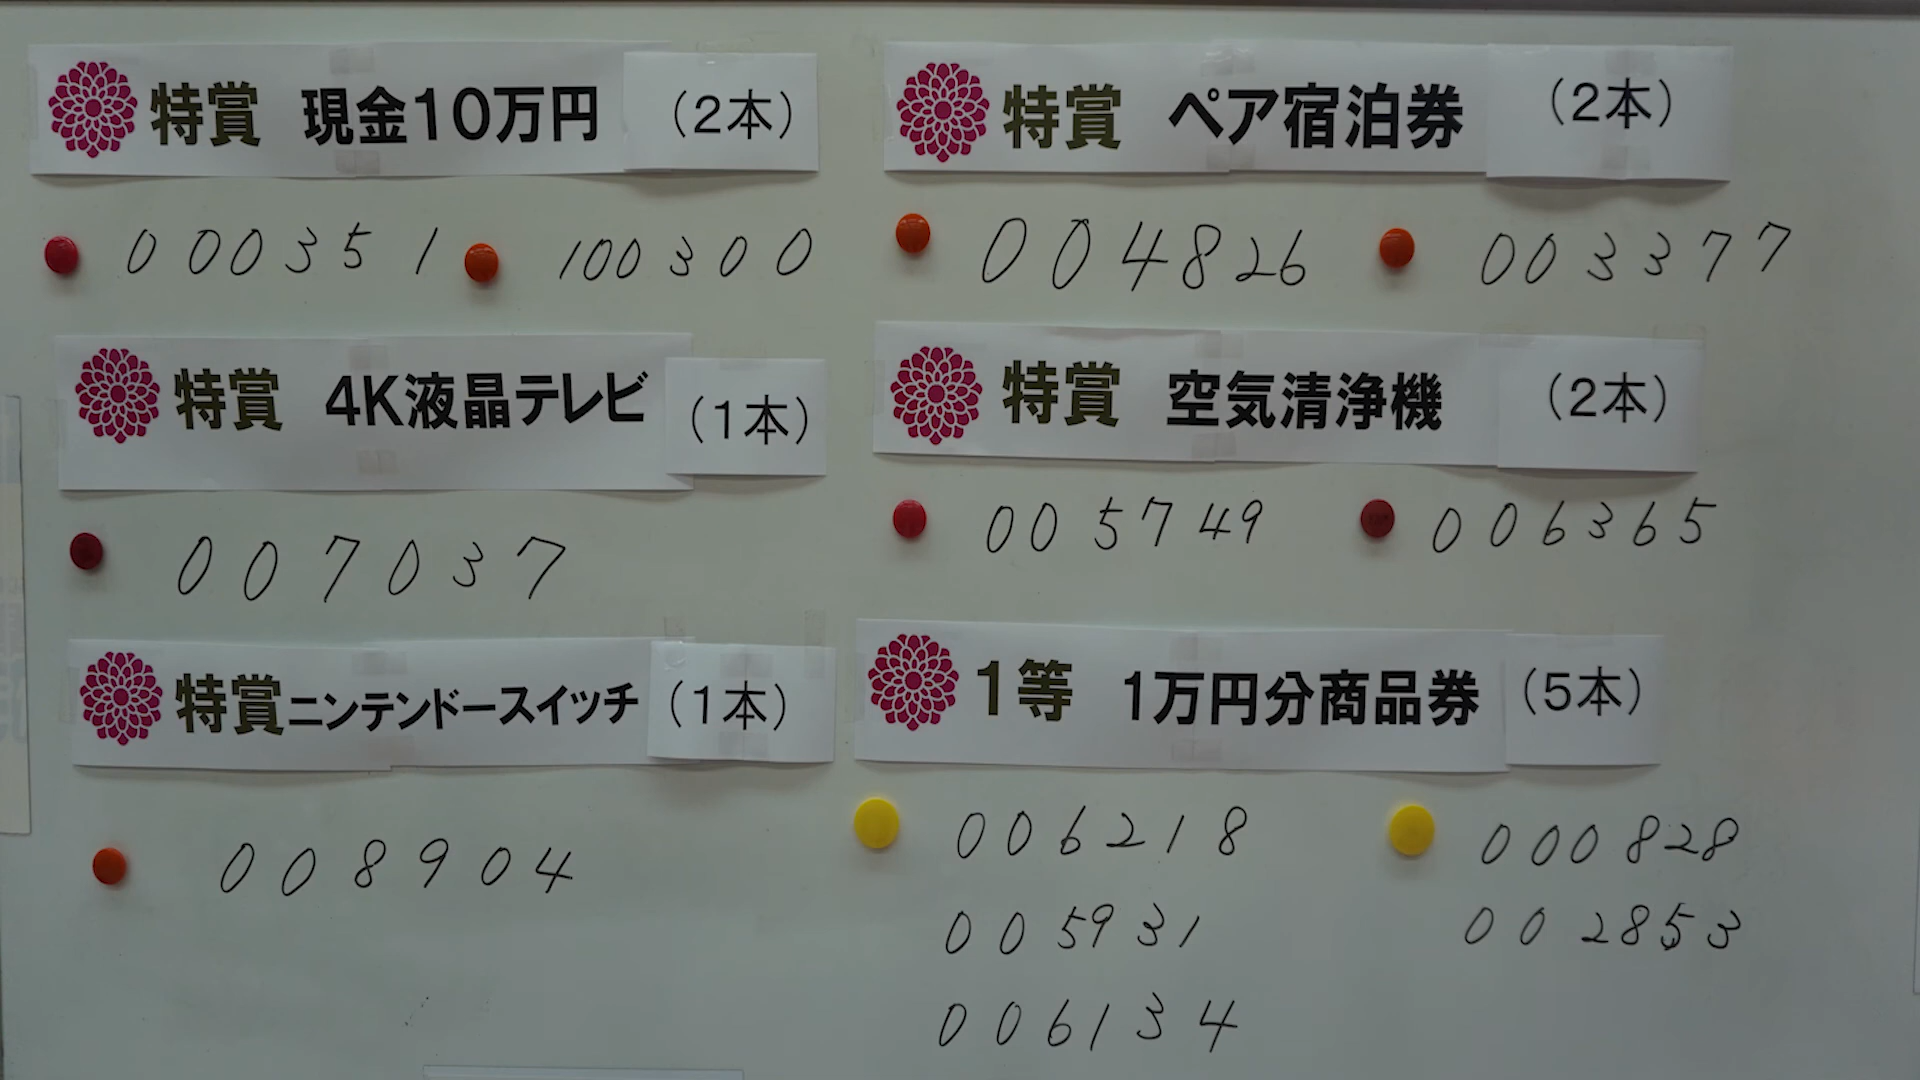 特賞 現金10万円 （2本）
000351 100300
特賞 ペア宿泊券 （2本）
004826 003377
特賞 4K液晶テレビ （1本）
007037
特賞 空気清浄機 （2本）
005749 006365
特賞 ニンテンドースイッチ （1本）
008904
1等 1万円分商品券 （5本）
006218 000828
005931 002853
006134